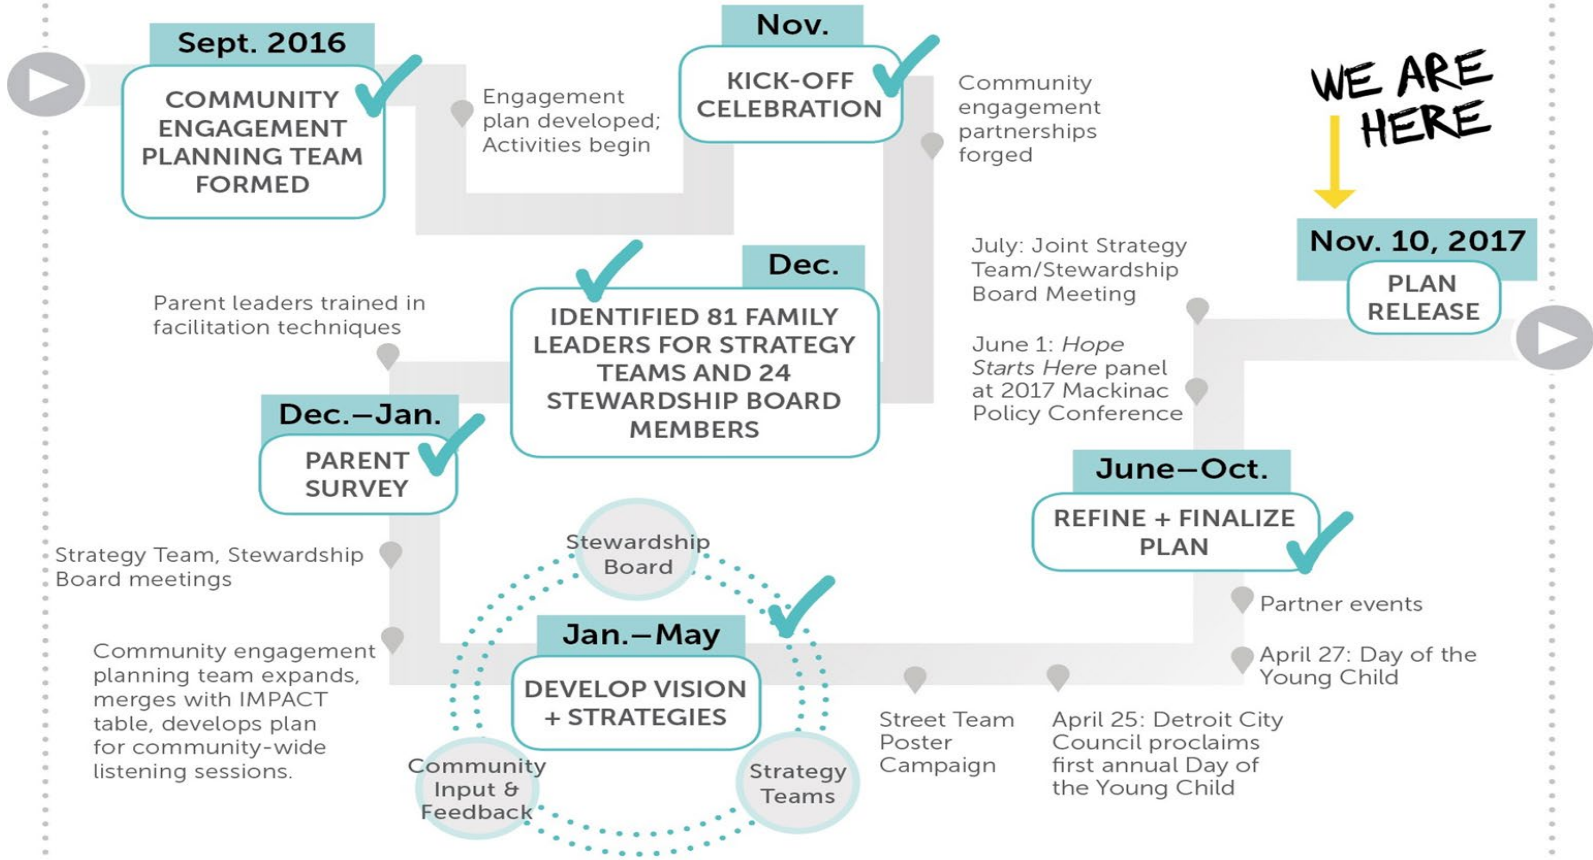 Sept. 2016
COMMUNITY
ENGAGEMENT
PLANNING TEAM
FORMED
Engagement
plan developed;
Activities begin
Nov.
KICK-OFF
CELEBRATION
Community
engagement
partnerships
forged
Dec.
IDENTIFIED 81 FAMILY
LEADERS FOR STRATEGY
TEAMS AND 24
STEWARDSHIP BOARD
MEMBERS
Parent leaders trained in
facilitation techniques
Dec.–Jan.
PARENT
SURVEY
Strategy Team, Stewardship
Board meetings
Community engagement
planning team expands,
merges with IMPACT
table, develops plan
for community-wide
listening sessions.
Stewardship
Board
Jan.–May
DEVELOP VISION
+ STRATEGIES
Community
Input &
Feedback
Strategy
Teams
Street Team
Poster
Campaign
April 25: Detroit City
Council proclaims
first annual Day of
the Young Child
April 27: Day of the
Young Child
Partner events
June–Oct.
REFINE + FINALIZE
PLAN
June 1: Hope
Starts Here panel
at 2017 Mackinac
Policy Conference
July: Joint Strategy
Team/Stewardship
Board Meeting
WE ARE
HERE
Nov. 10, 2017
PLAN
RELEASE